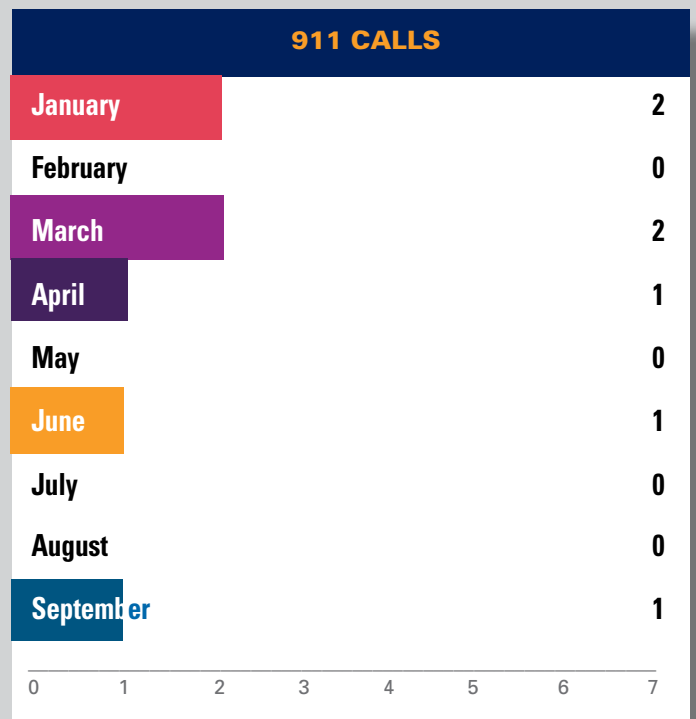 911 CALLS
January 2
February 0
March 2
April 1
May 0
June 1
July 0
August 0
September 1
0 1 2 3 4 5 6 7